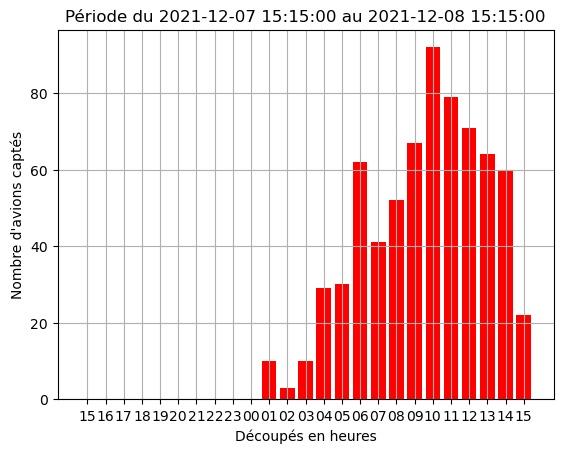 Période du 2021-12-07 15:15:00 au 2021-12-08 15:15:00
Nombre d'avions captés
80
60
40
20
0
15 16 17 18 19 20 21 22 23 00 01 02 03 04 05 06 07 08 09 10 11 12 13 14 15
Découpés en heures